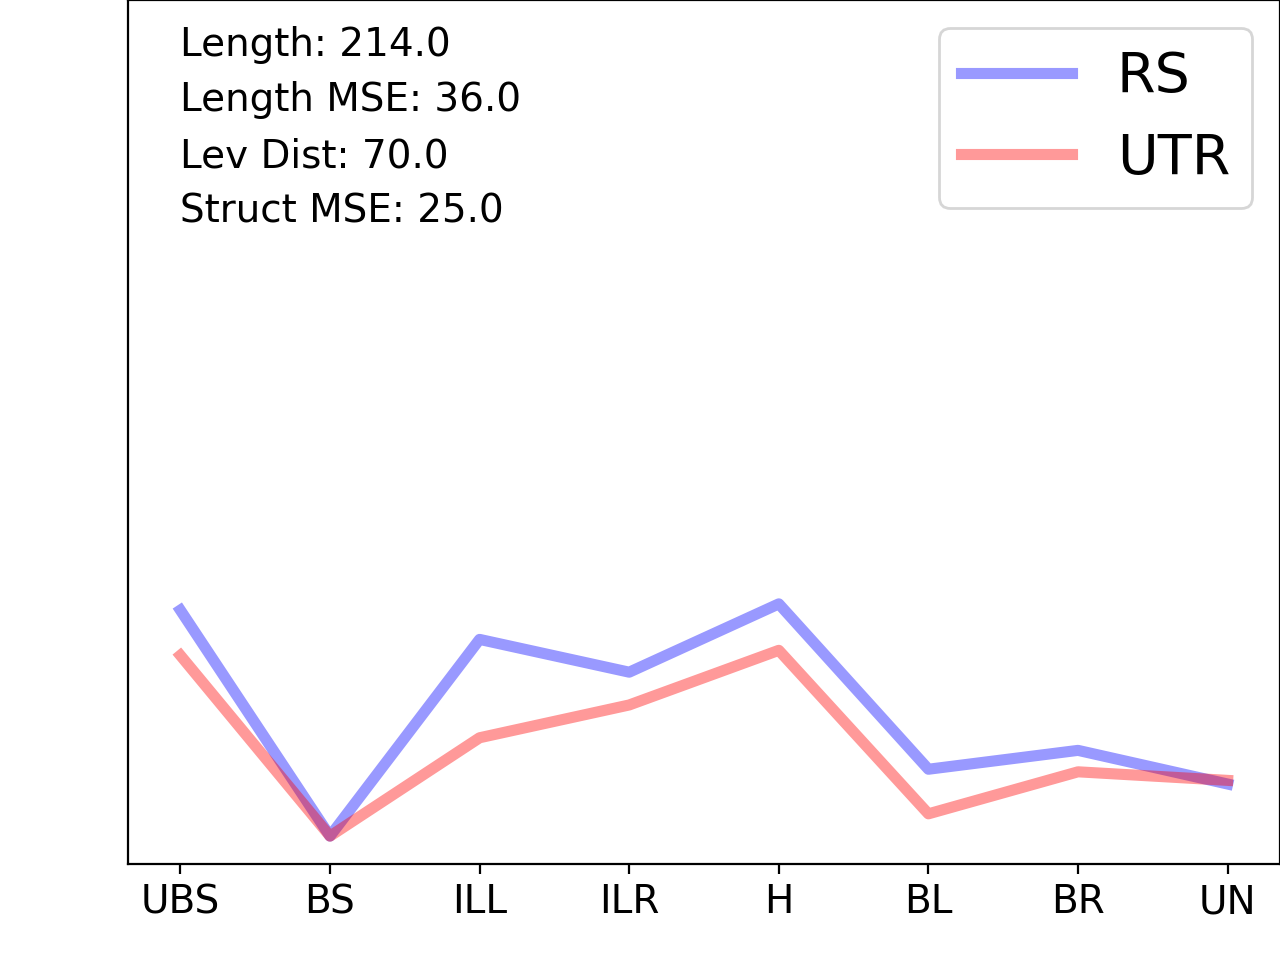 Length: 214.0
Length MSE: 36.0
Lev Dist: 70.0
Struct MSE: 25.0
RS
UTR
UBS BS ILL ILR H BL BR UN